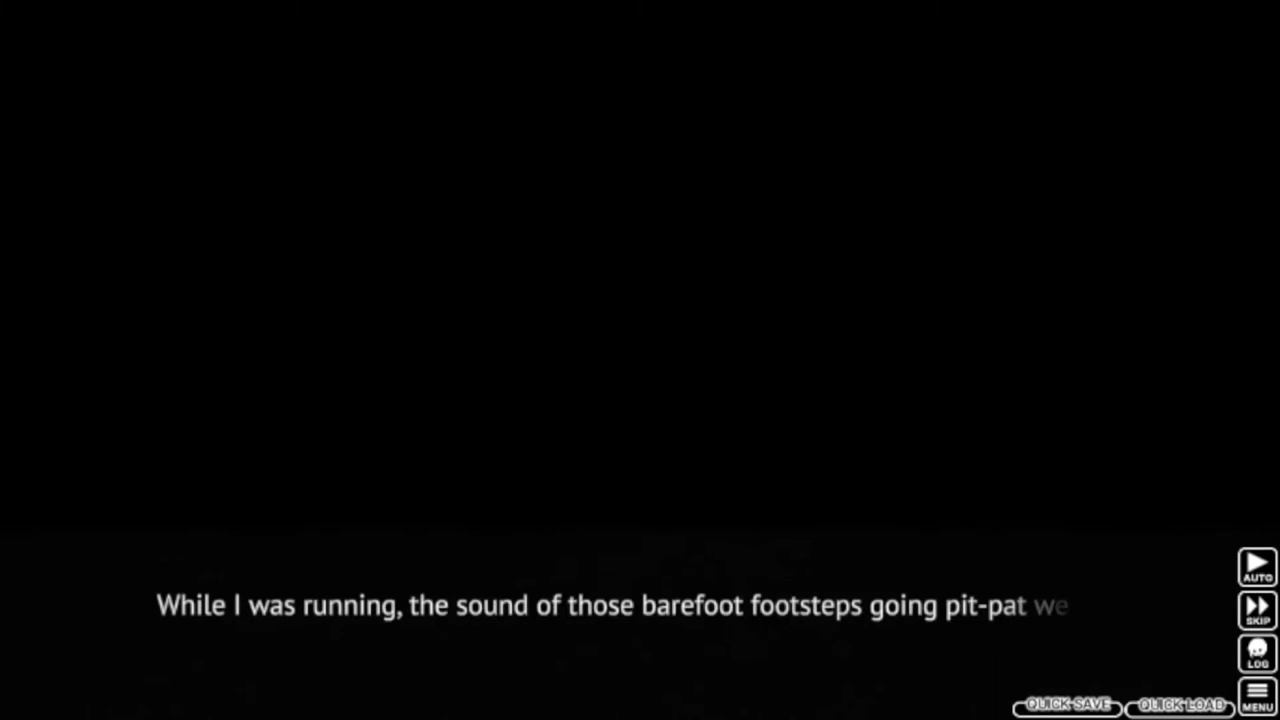 While I was running, the sound of those barefoot footsteps going pit-pat we
AUTO
SKIP
LOG
MENU
QUICK SAVE QUICK LOAD